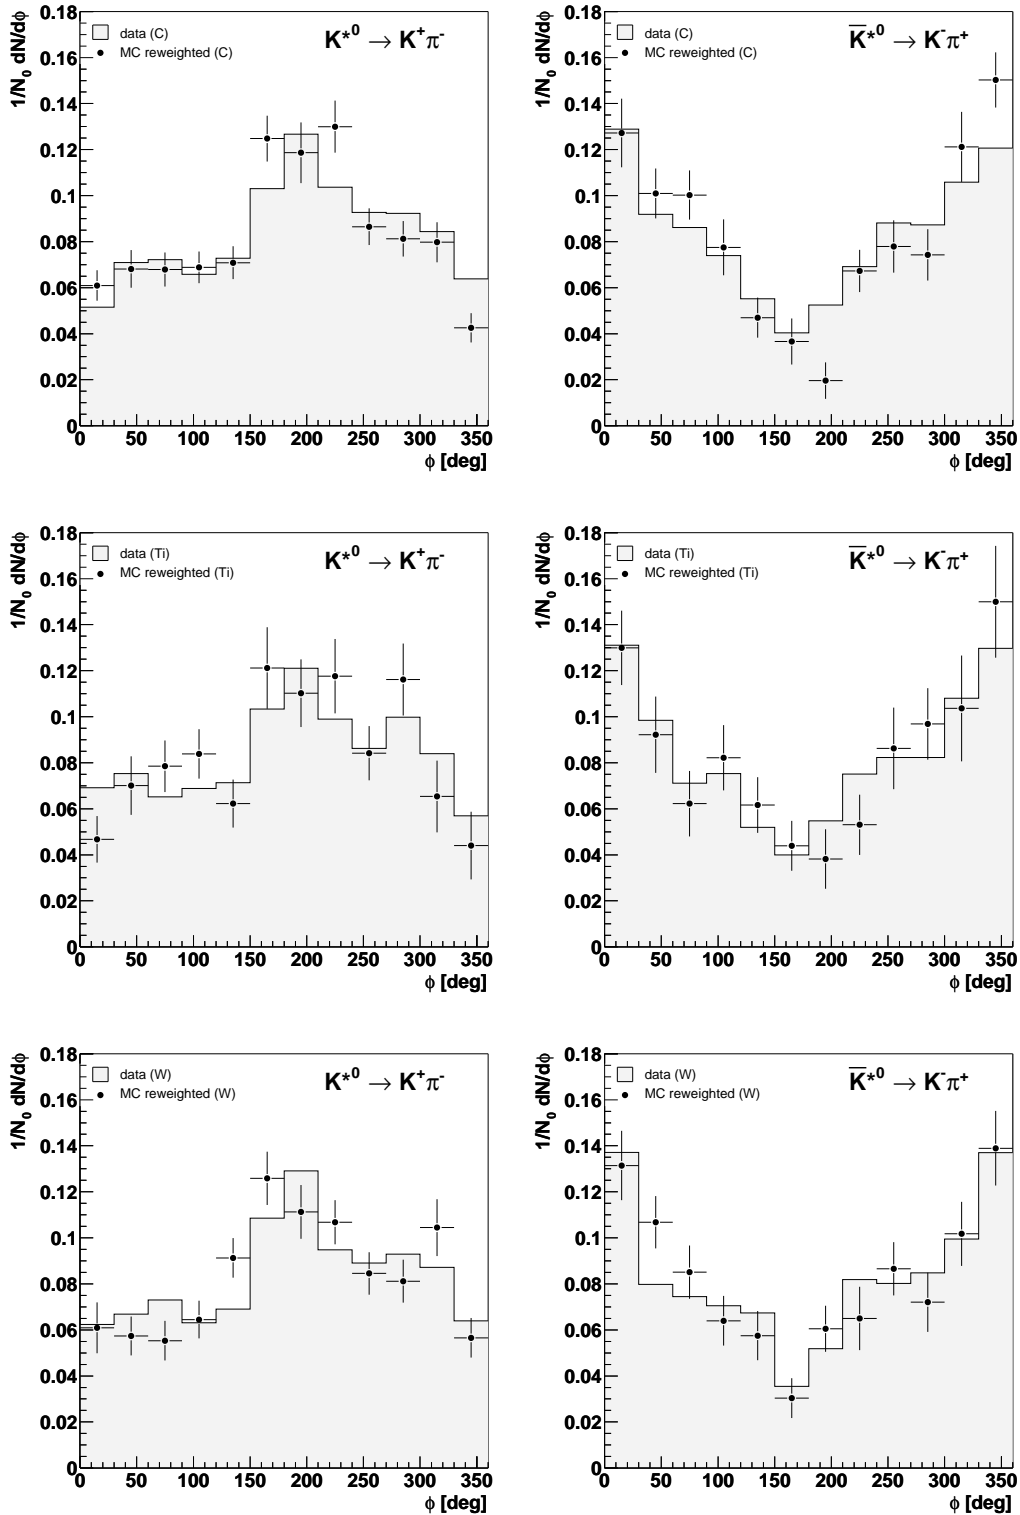 1/N₀ dN/dϕ
0.18
0.16
0.14
0.12
0.1
0.08
0.06
0.04
0.02
0
data (C)
MC reweighted (C)
K*⁰ → K⁺π⁻
0 50 100 150 200 250 300 350
ϕ [deg]
1/N₀ dN/dϕ
0.18
0.16
0.14
0.12
0.1
0.08
0.06
0.04
0.02
0
data (C)
MC reweighted (C)
K̅*⁰ → K⁻π⁺
0 50 100 150 200 250 300 350
ϕ [deg]
1/N₀ dN/dϕ
0.18
0.16
0.14
0.12
0.1
0.08
0.06
0.04
0.02
0
data (Ti)
MC reweighted (Ti)
K*⁰ → K⁺π⁻
0 50 100 150 200 250 300 350
ϕ [deg]
1/N₀ dN/dϕ
0.18
0.16
0.14
0.12
0.1
0.08
0.06
0.04
0.02
0
data (Ti)
MC reweighted (Ti)
K̅*⁰ → K⁻π⁺
0 50 100 150 200 250 300 350
ϕ [deg]
1/N₀ dN/dϕ
0.18
0.16
0.14
0.12
0.1
0.08
0.06
0.04
0.02
0
data (W)
MC reweighted (W)
K*⁰ → K⁺π⁻
0 50 100 150 200 250 300 350
ϕ [deg]
1/N₀ dN/dϕ
0.18
0.16
0.14
0.12
0.1
0.08
0.06
0.04
0.02
0
data (W)
MC reweighted (W)
K̅*⁰ → K⁻π⁺
0 50 100 150 200 250 300 350
ϕ [deg]